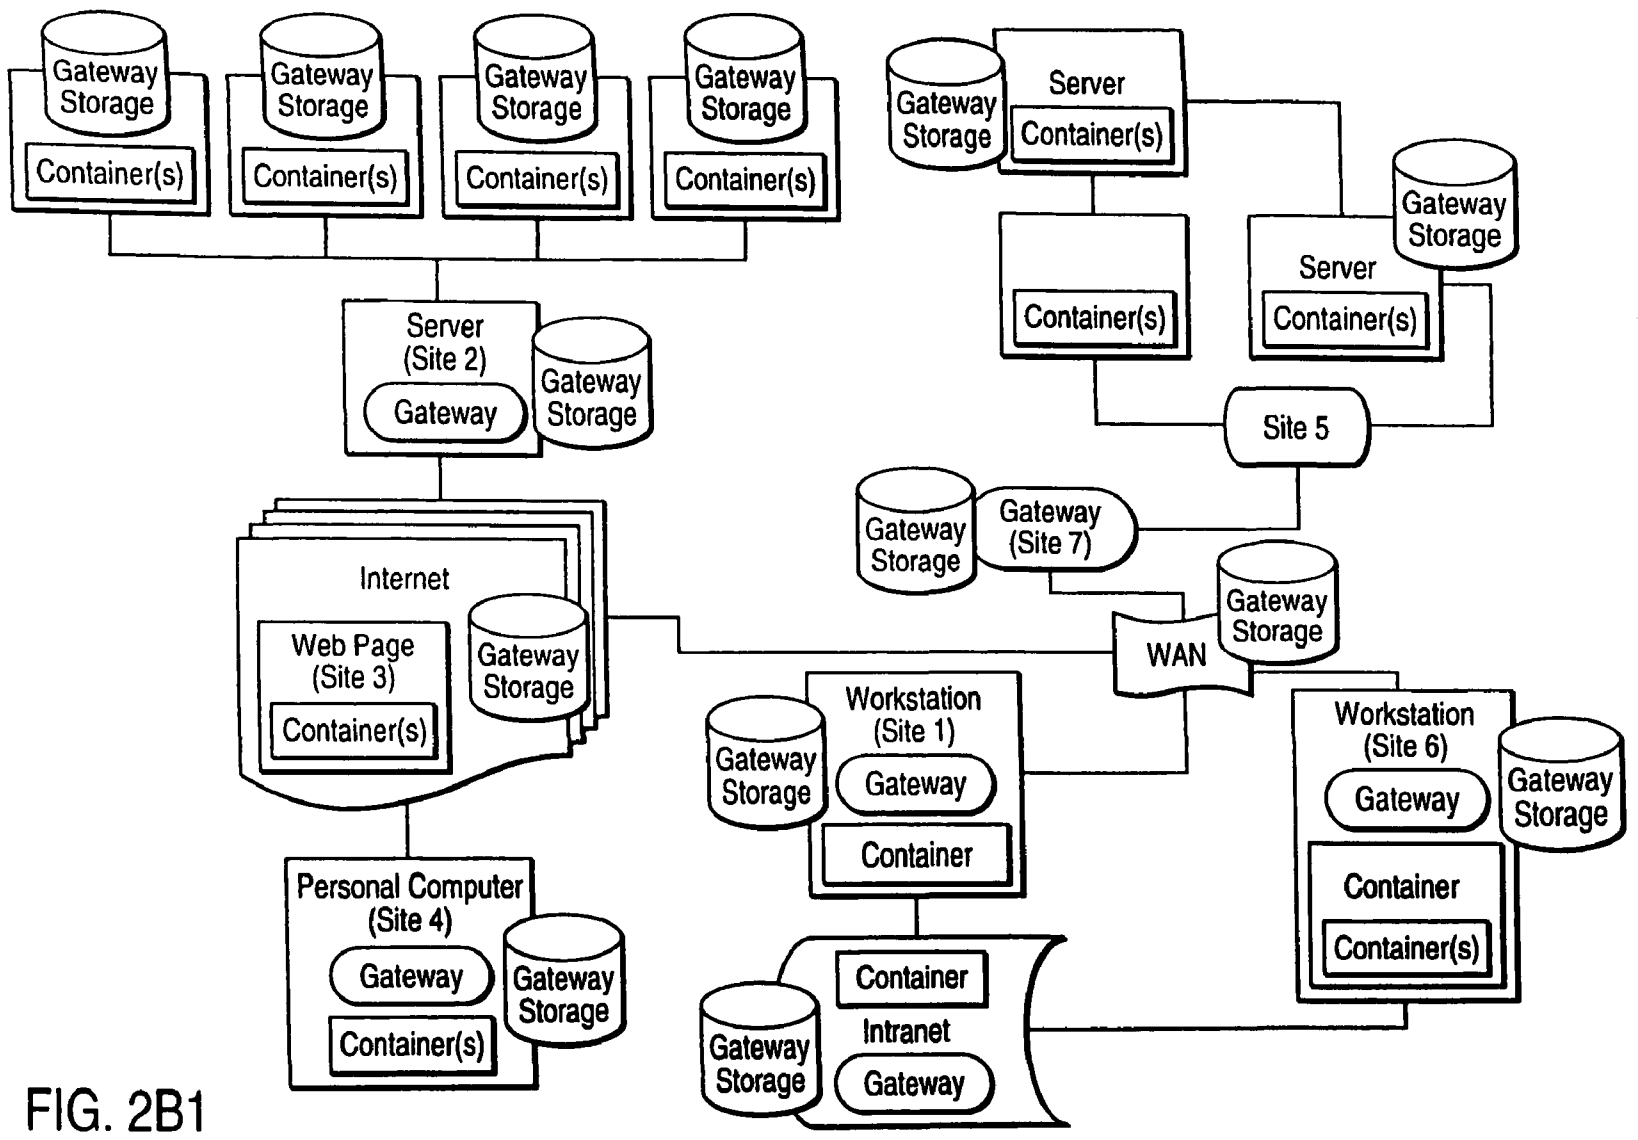 Gateway
Storage
Container(s)
Gateway
Storage
Container(s)
Gateway
Storage
Container(s)
Gateway
Storage
Container(s)
Server
(Site 2)
Gateway
Gateway
Storage
Internet
Web Page
(Site 3)
Container(s)
Gateway
Storage
Personal Computer
(Site 4)
Gateway
Container(s)
Gateway
Storage
Gateway
Storage
Server
Container(s)
Container(s)
Gateway
Storage
Server
Container(s)
Site 5
Gateway
Storage
Gateway
(Site 7)
Gateway
Storage
WAN
Gateway
Storage
Workstation
(Site 1)
Gateway
Container
Workstation
(Site 6)
Gateway
Container
Container(s)
Gateway
Storage
Container
Intranet
Gateway
Gateway
Storage
FIG. 2B1